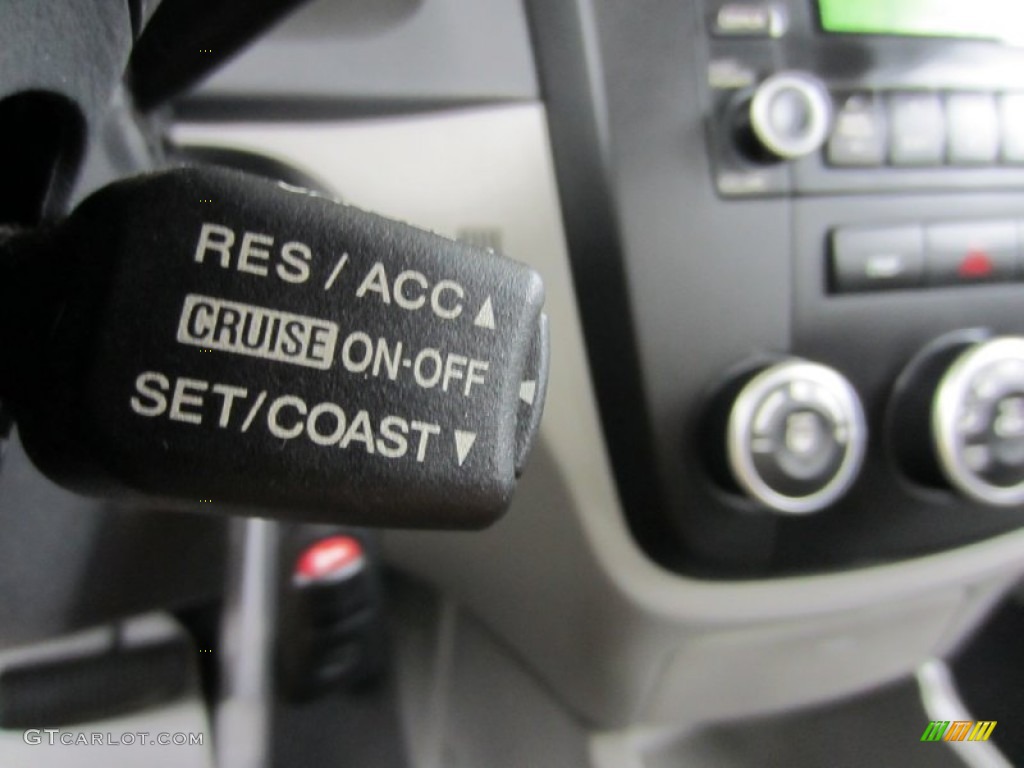 RES / ACC ▲
CRUISE ON-OFF ◀
SET/COAST ▼
GTCARLOT.COM